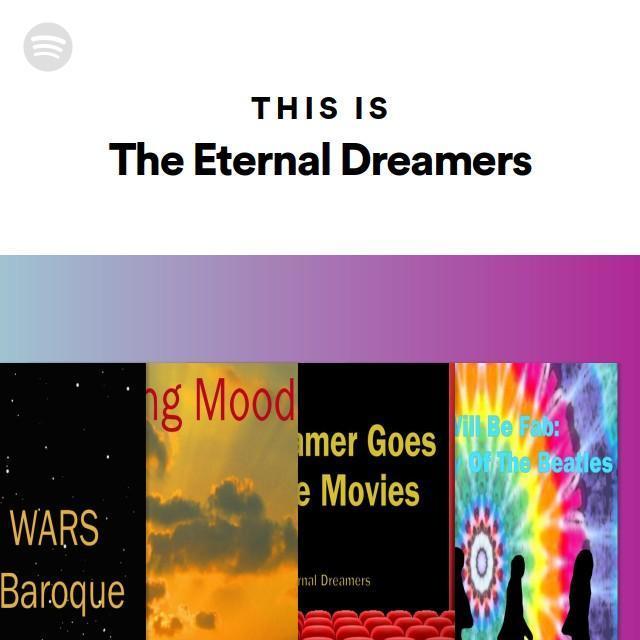 THIS IS
The Eternal Dreamers
WARS
Baroque
ng Mood
amer Goes
e Movies
rnal Dreamers
Will Be Fab:
y Of The Beatles